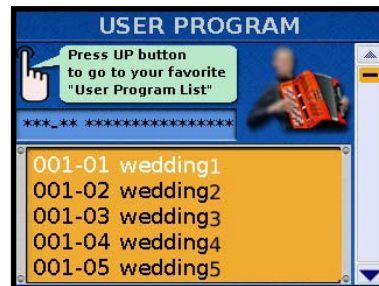 USER PROGRAM
Press UP button
to go to your favorite
"User Program List"
***-** ****************
001-01 wedding1
001-02 wedding2
001-03 wedding3
001-04 wedding4
001-05 wedding5